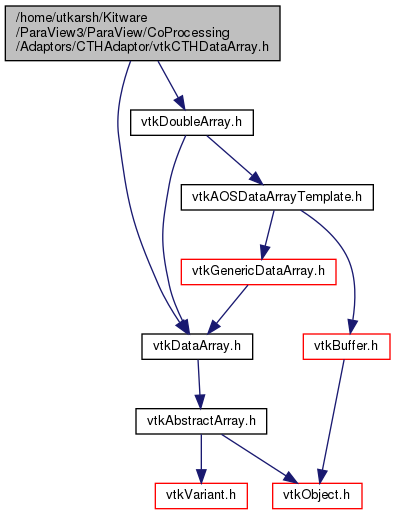 /home/utkarsh/Kitware
/ParaView3/ParaView/CoProcessing
/Adaptors/CTHAdaptor/vtkCTHDataArray.h
vtkDoubleArray.h
vtkAOSDataArrayTemplate.h
vtkGenericDataArray.h
vtkDataArray.h
vtkBuffer.h
vtkAbstractArray.h
vtkVariant.h
vtkObject.h